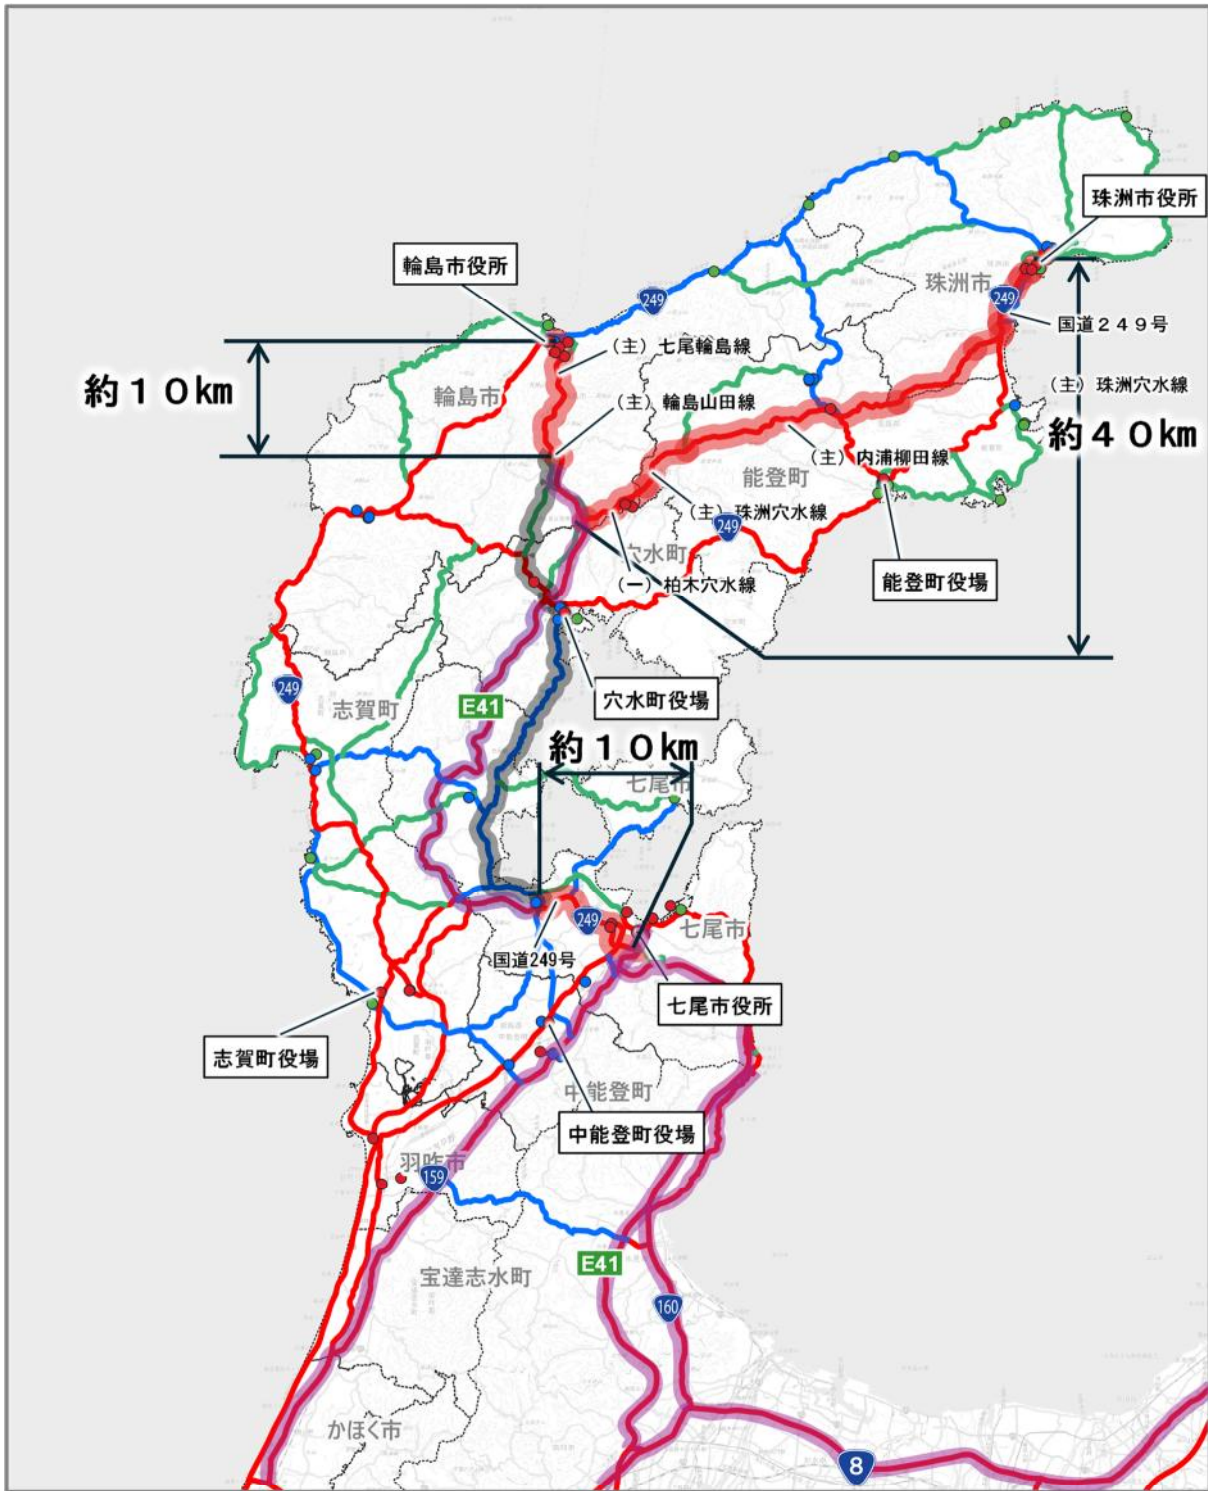 珠洲市役所
輪島市役所
249
珠洲市
249
国道２４９号
（主）七尾輪島線
約１０㎞
輪島市
（主）珠洲穴水線
（主）輪島山田線
約４０㎞
（主）内浦柳田線
能登町
（主）珠洲穴水線
249
穴水町
能登町役場
（一）柏木穴水線
249
志賀町
E41
穴水町役場
約１０㎞
七尾市
249
七尾市
国道249号
七尾市役所
志賀町役場
中能登町
中能登町役場
羽咋市
159
E41
宝達志水町
160
かほく市
8